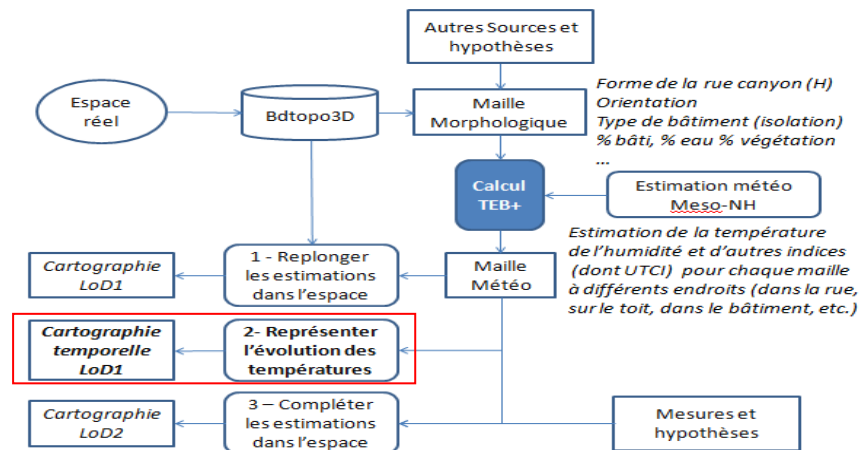 Autres Sources et
hypothèses
Espace
réel
Bdtopo3D
Maille
Morphologique
Forme de la rue canyon (H)
Orientation
Type de bâtiment (isolation)
% bâti, % eau % végétation
...
Calcul
TEB+
Estimation météo
Meso-NH
Estimation de la température
de l'humidité et d'autres indices
(dont UTCI) pour chaque maille
à différents endroits (dans la rue,
sur le toit, dans le bâtiment, etc.)
Cartographie
LoD1
1 - Replonger
les estimations
dans l'espace
Maille
Météo
Cartographie
temporelle
LoD1
2- Représenter
l'évolution des
températures
Cartographie
LoD2
3 – Compléter
les estimations
dans l'espace
Mesures et
hypothèses